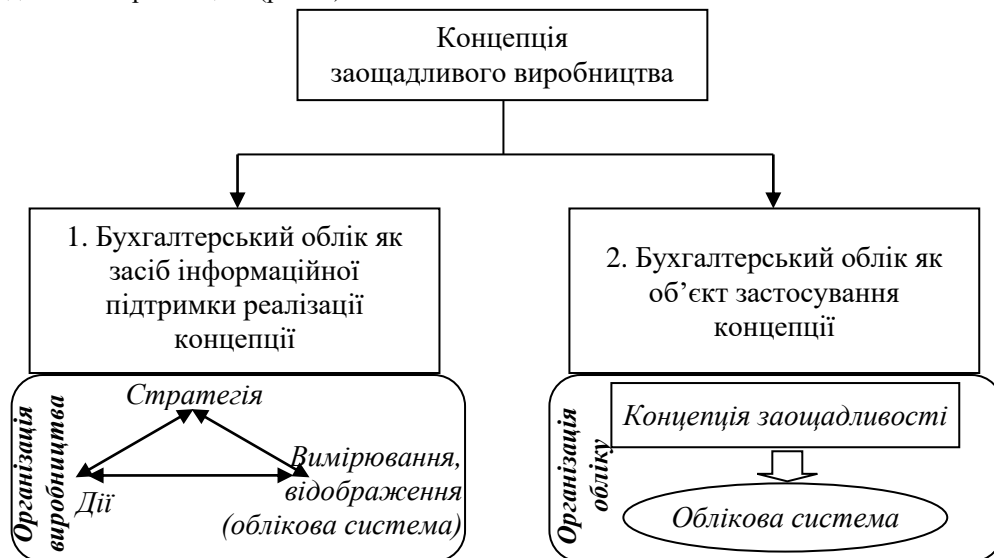 Концепція
заощадливого виробництва
1. Бухгалтерський облік як
засіб інформаційної
підтримки реалізації
концепції
2. Бухгалтерський облік як
об’єкт застосування
концепції
Організація
виробництва
Стратегія
Дії
Вимірювання,
відображення
(облікова система)
Організація
обліку
Концепція заощадливості
Облікова система